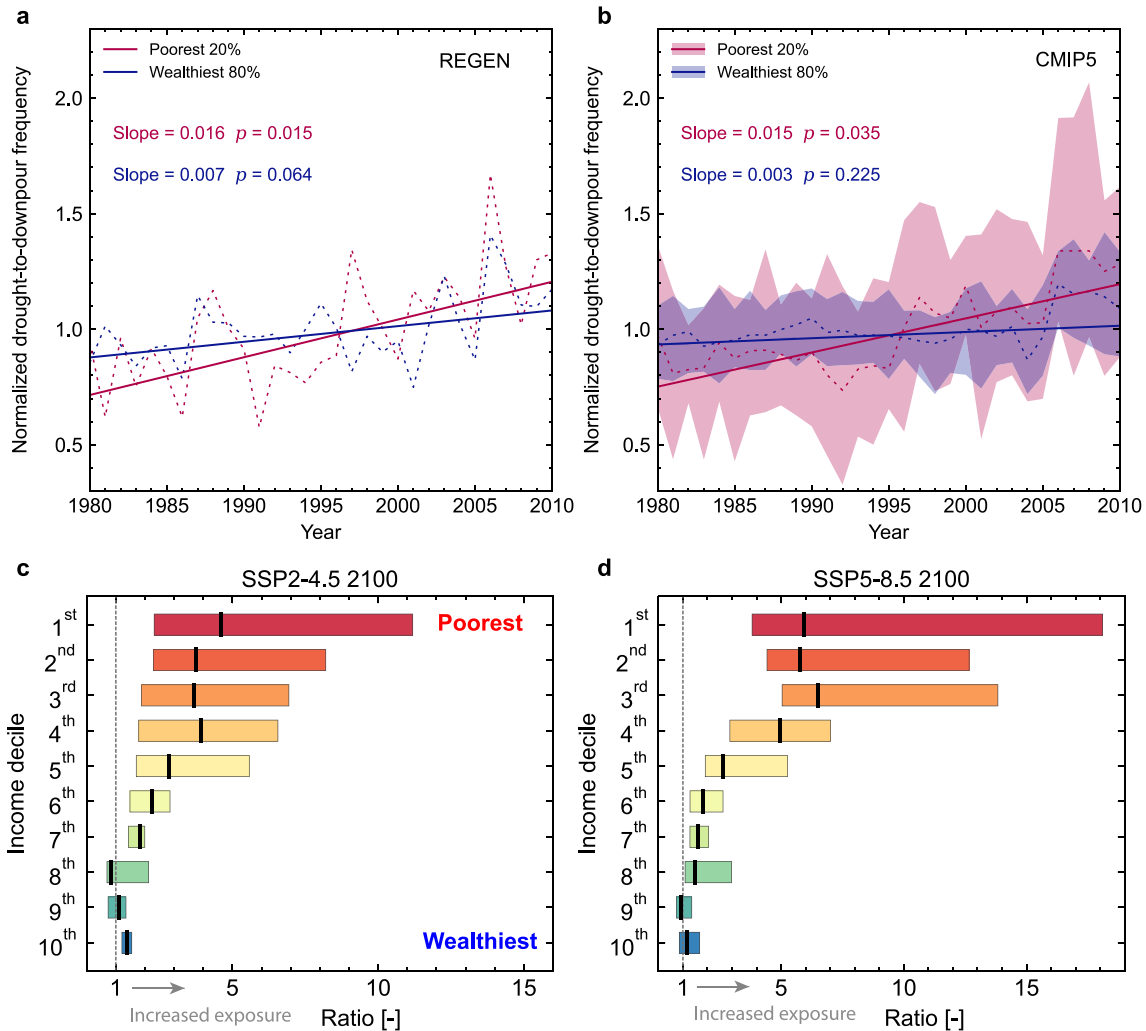 a
Poorest 20%
Wealthiest 80%
REGEN
Slope = 0.016 p = 0.015
Slope = 0.007 p = 0.064
Normalized drought-to-downpour frequency
2.0
1.5
1.0
0.5
1980 1985 1990 1995 2000 2005 2010
Year
b
Poorest 20%
Wealthiest 80%
CMIP5
Slope = 0.015 p = 0.035
Slope = 0.003 p = 0.225
Normalized drought-to-downpour frequency
2.0
1.5
1.0
0.5
1980 1985 1990 1995 2000 2005 2010
Year
c
SSP2-4.5 2100
Income decile
1st
2nd
3rd
4th
5th
6th
7th
8th
9th
10th
Poorest
Wealthiest
1 5 10 15
Increased exposure
Ratio [-]
d
SSP5-8.5 2100
Income decile
1st
2nd
3rd
4th
5th
6th
7th
8th
9th
10th
1 5 10 15
Increased exposure
Ratio [-]